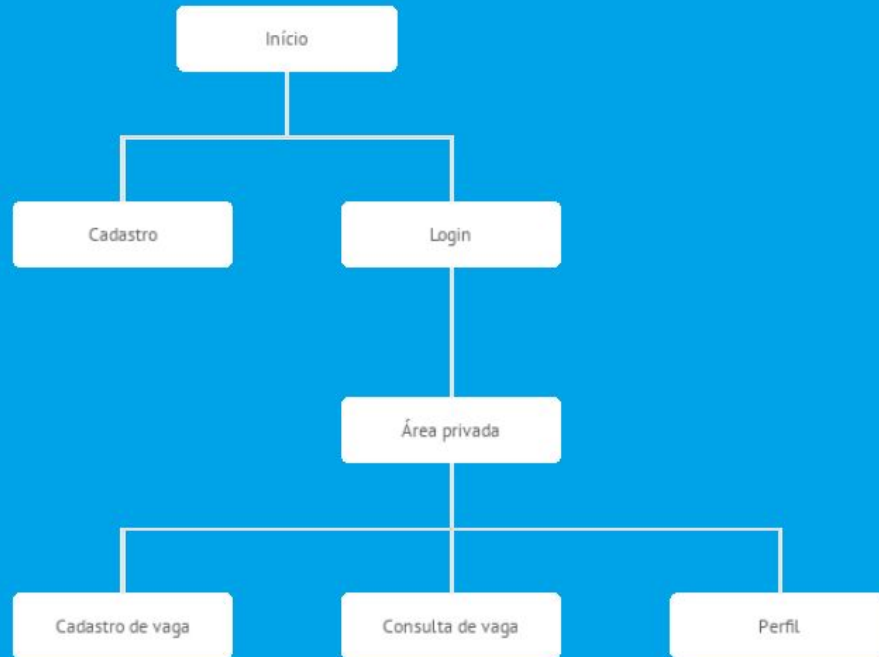 Início
Cadastro
Login
Área privada
Cadastro de vaga
Consulta de vaga
Perfil